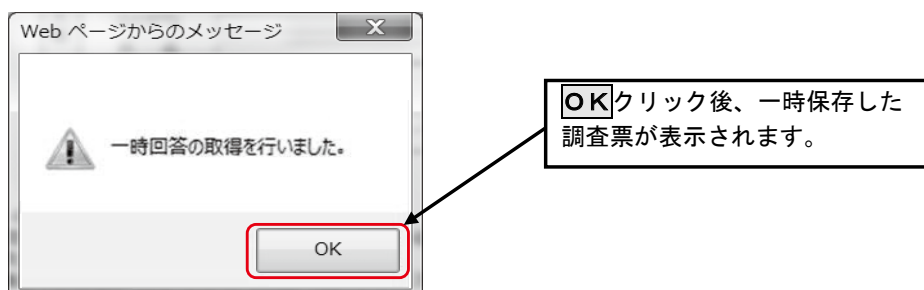 Web ページからのメッセージ
X
一時回答の取得を行いました。
OK
ＯＫクリック後、一時保存した
調査票が表示されます。